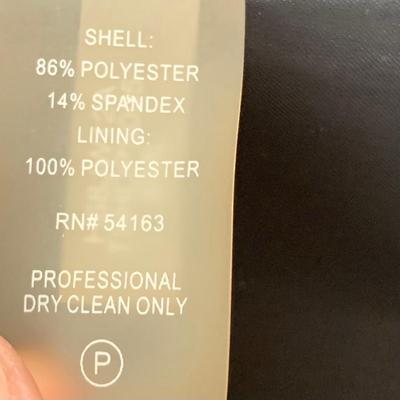 SHELL:
86% POLYESTER
14% SPANDEX
LINING:
100% POLYESTER
RN# 54163
PROFESSIONAL
DRY CLEAN ONLY
P